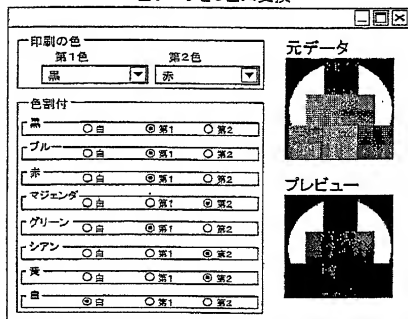 印刷の色
第1色 第2色
黒 赤
色割付
黒
白 第1 第2
ブルー
白 第1 第2
赤
白 第1 第2
マジェンダ
白 第1 第2
グリーン
白 第1 第2
シアン
白 第1 第2
黄
白 第1 第2
白
白 第1 第2
元データ
プレビュー